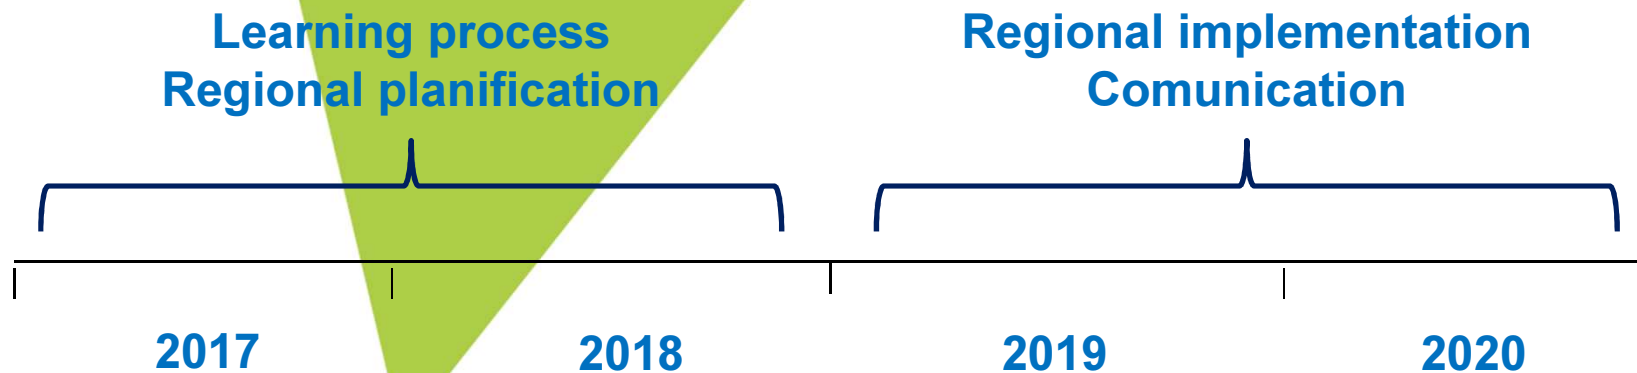 Learning process
Regional planification
Regional implementation
Comunication
2017
2018
2019
2020